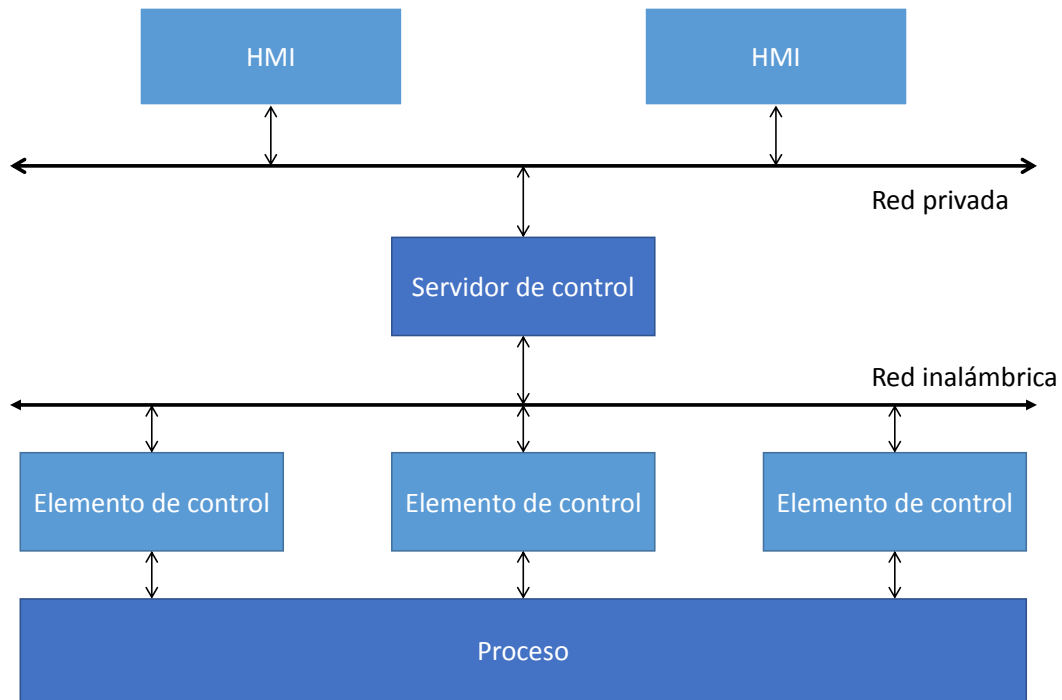 HMI
HMI
Red privada
Servidor de control
Red inalámbrica
Elemento de control
Elemento de control
Elemento de control
Proceso